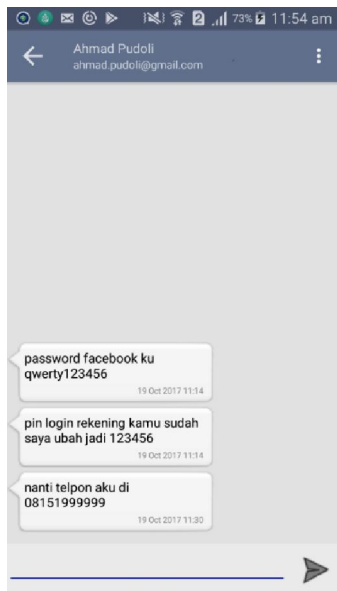 73% 11:54 am
Ahmad Pudoli
ahmad.pudoli@gmail.com
password facebook ku
qwerty123456
19 Oct 2017 11:14
pin login rekening kamu sudah
saya ubah jadi 123456
19 Oct 2017 11:14
nanti telpon aku di
08151999999
19 Oct 2017 11:30